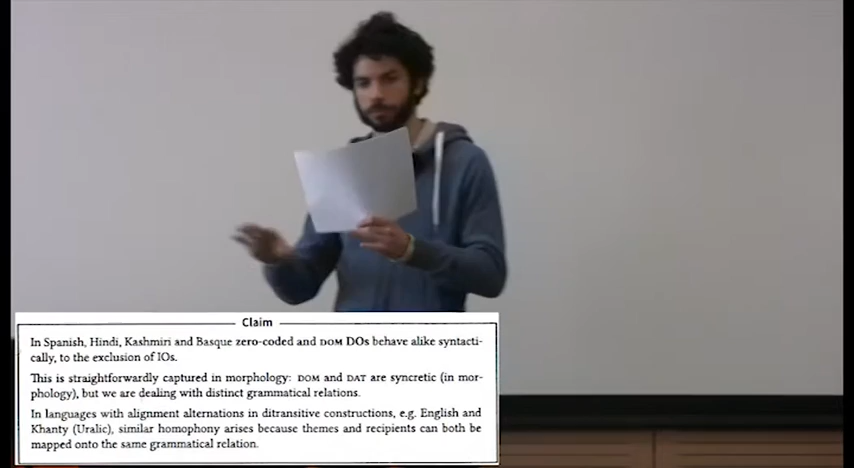 Claim
In Spanish, Hindi, Kashmiri and Basque zero-coded and DOM DOs behave alike syntacti-
cally, to the exclusion of IOs.
This is straightforwardly captured in morphology: DOM and DAT are syncretic (in mor-
phology), but we are dealing with distinct grammatical relations.
In languages with alignment alternations in ditransitive constructions, e.g. English and
Khanty (Uralic), similar homophony arises because themes and recipients can both be
mapped onto the same grammatical relation.